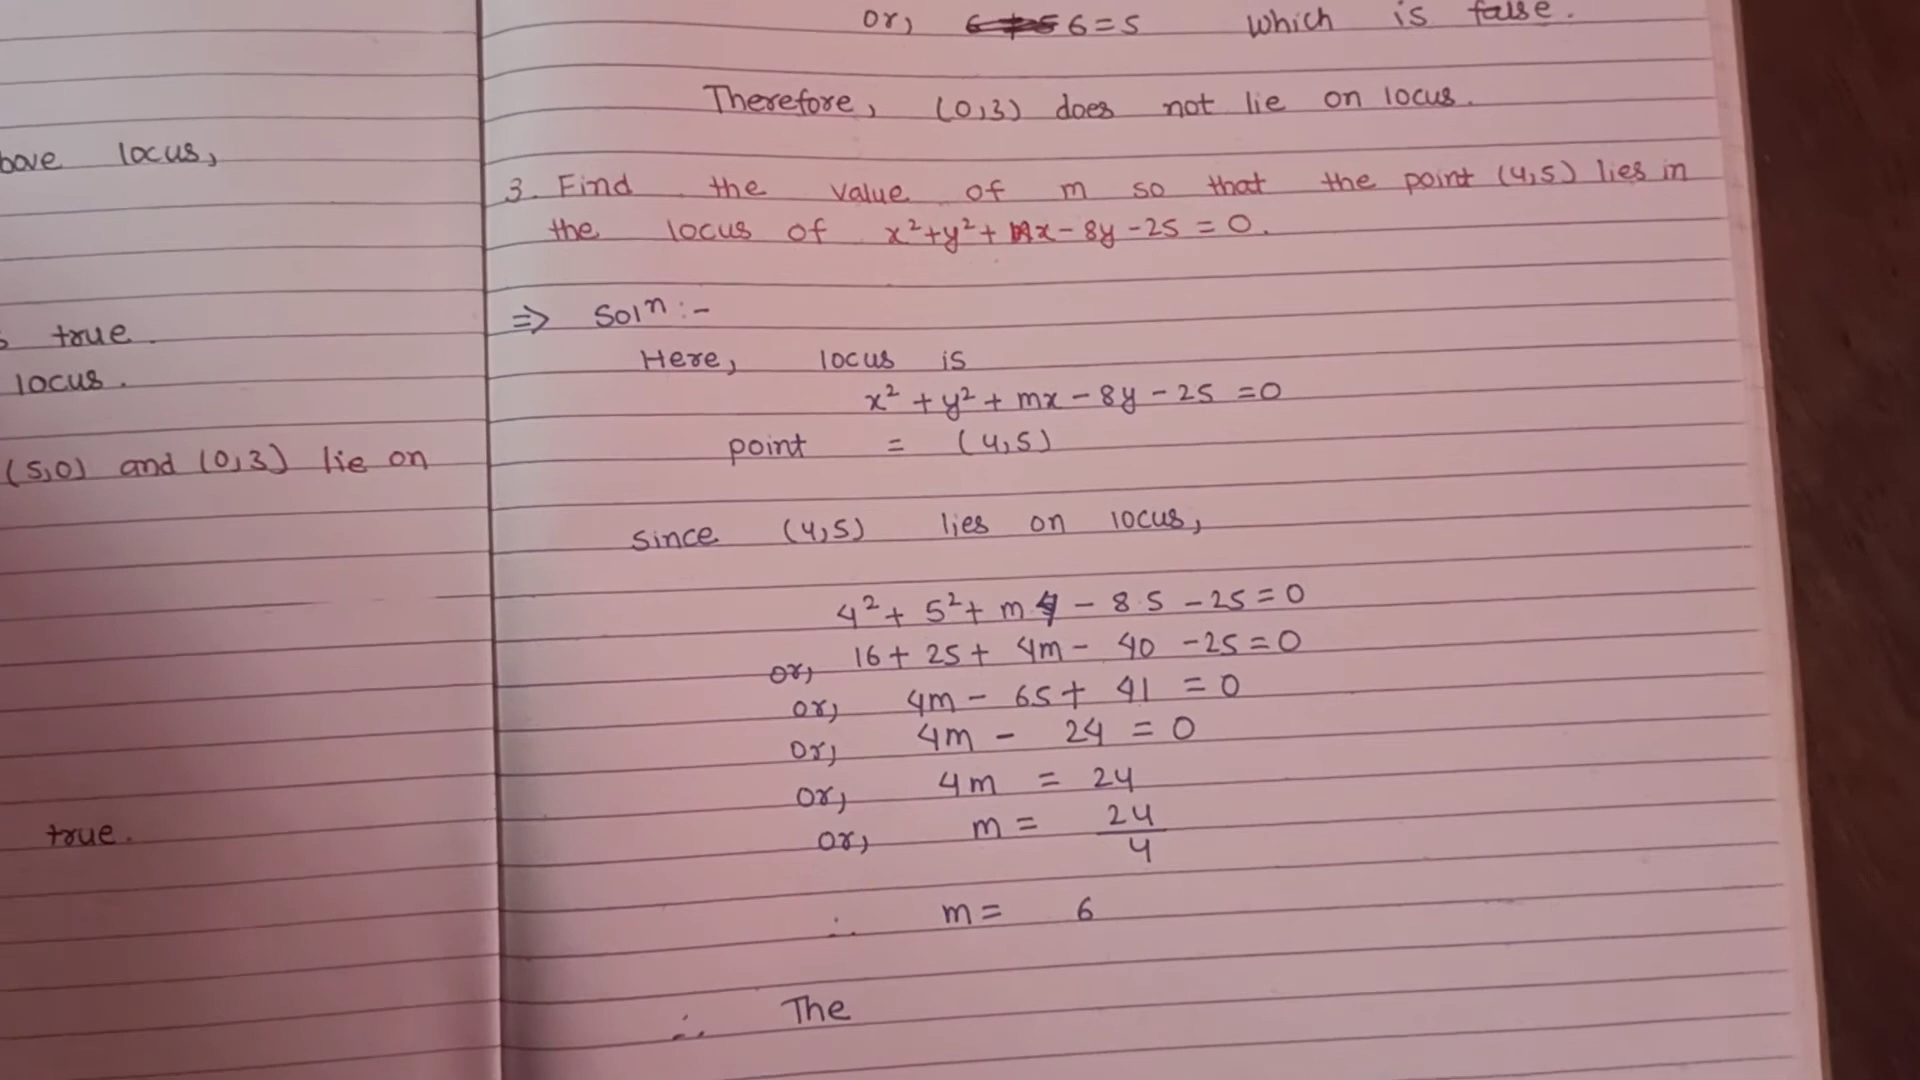 bove locus,
true.
locus.
(5,0) and (0,3) lie on
true.
or, 6=5 which is false.
Therefore, (0,3) does not lie on locus.
3. Find the value of m so that the point (4,5) lies in
the locus of x²+y²+mx-8y-25=0.
⇒ Solⁿ:-
Here, locus is
x²+y²+mx-8y-25=0
point = (4,5)
since (4,5) lies on locus,
4²+5²+m.4-8.5-25=0
or, 16+25+4m-40-25=0
or, 4m-65+41=0
or, 4m-24=0
or, 4m=24
or, m=24/4
∴ m=6
∴ The